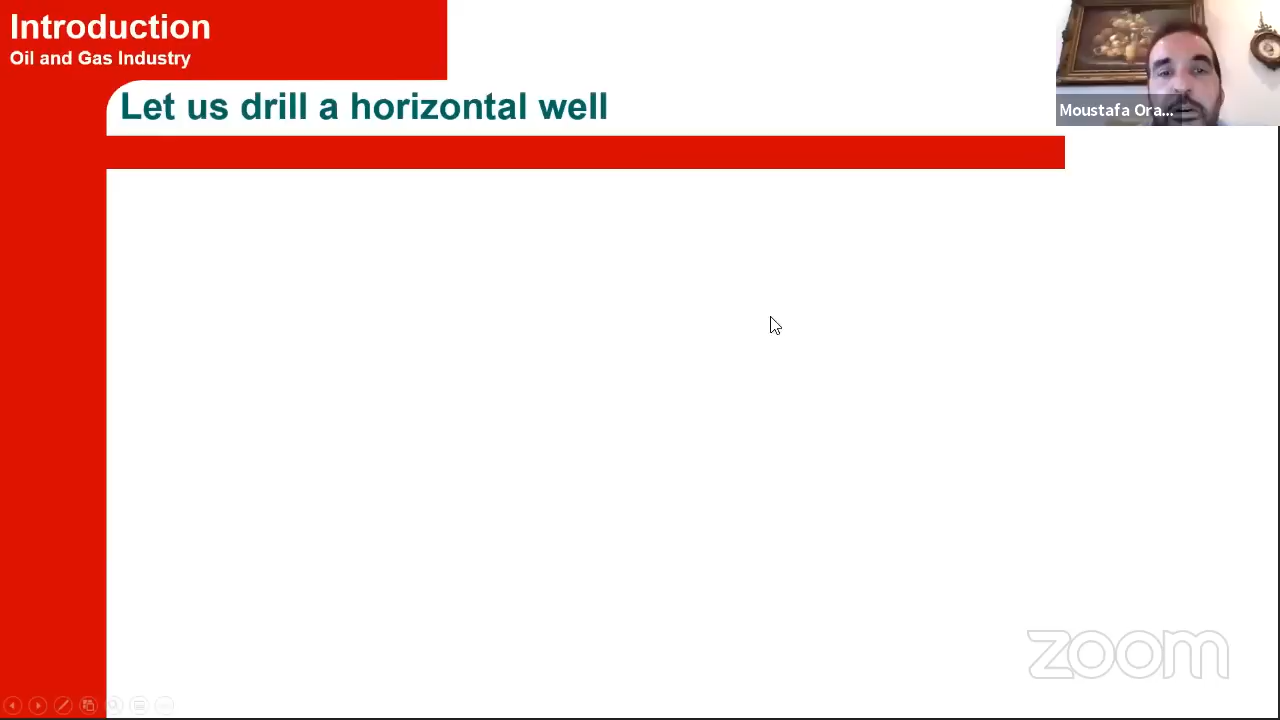 Introduction
Oil and Gas Industry
Let us drill a horizontal well
Moustafa Ora...
zoom